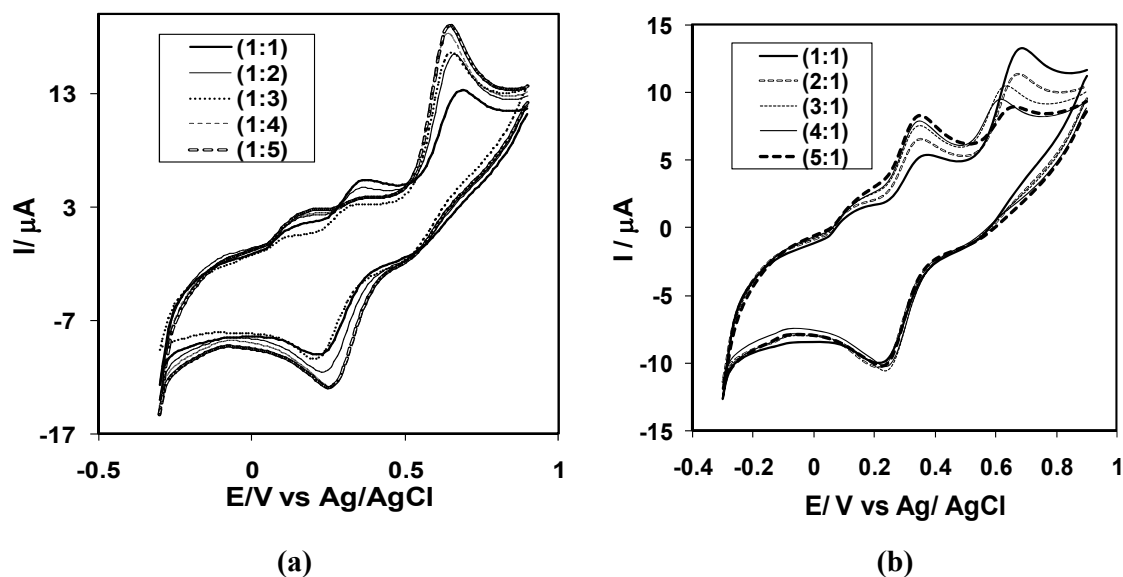 (1:1)
(1:2)
(1:3)
(1:4)
(1:5)
13
3
-7
-17
I/ μA
-0.5 0 0.5 1
E/V vs Ag/AgCl
(a)
(1:1)
(2:1)
(3:1)
(4:1)
(5:1)
15
10
5
0
-5
-10
-15
I / μA
-0.4 -0.2 0 0.2 0.4 0.6 0.8 1
E/ V vs Ag/ AgCl
(b)